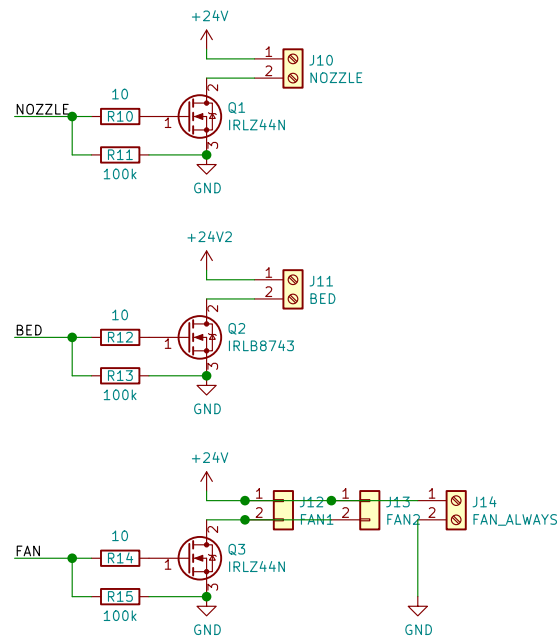 +24V
1
J10
2
NOZZLE
10
NOZZLE
R10
1
2
Q1
IRLZ44N
3
R11
100k
GND
+24V2
1
J11
2
BED
10
BED
R12
1
2
Q2
IRLB8743
3
R13
100k
GND
+24V
1
J12
1
J13
1
J14
2
FAN1
2
FAN2
2
FAN_ALWAYS
10
FAN
R14
1
2
Q3
IRLZ44N
3
R15
100k
GND
GND